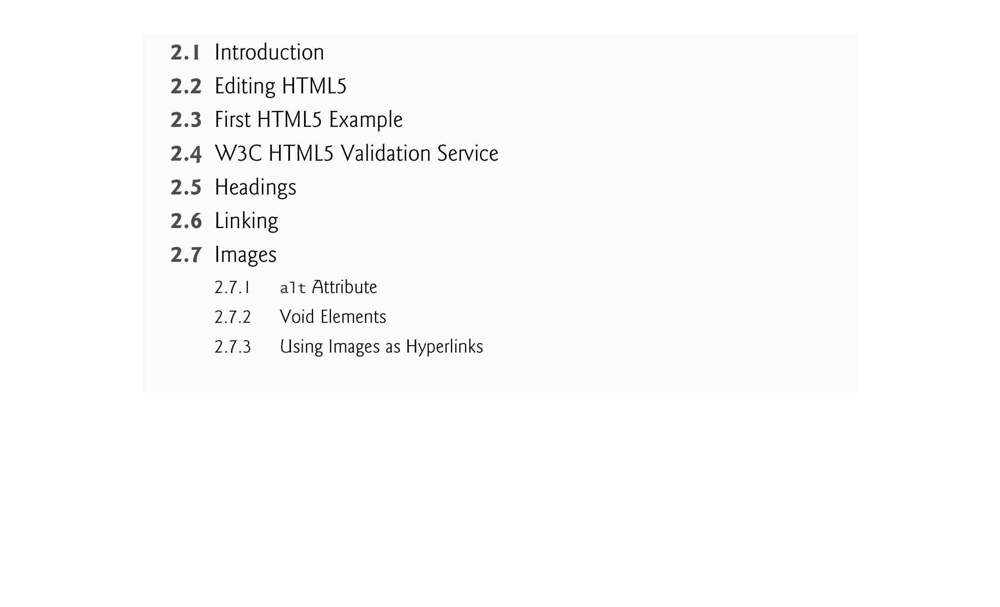 2.1 Introduction
2.2 Editing HTML5
2.3 First HTML5 Example
2.4 W3C HTML5 Validation Service
2.5 Headings
2.6 Linking
2.7 Images
2.7.1 alt Attribute
2.7.2 Void Elements
2.7.3 Using Images as Hyperlinks